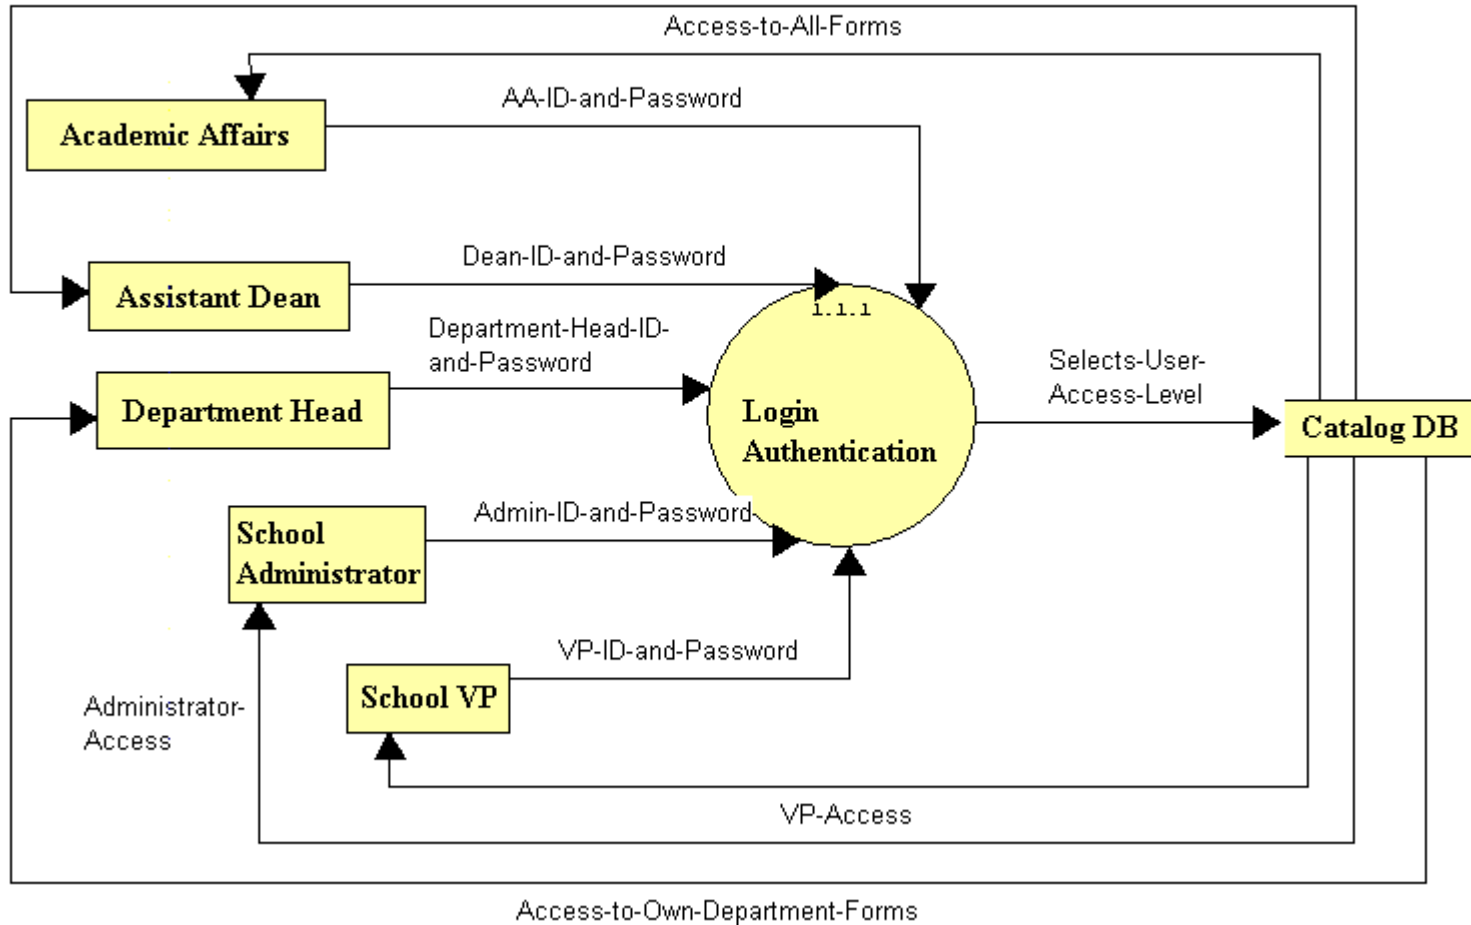 Access-to-All-Forms
AA-ID-and-Password
Academic Affairs
Dean-ID-and-Password
Assistant Dean
1.1.1
Department-Head-ID-
and-Password
Selects-User-
Access-Level
Department Head
Login
Authentication
Catalog DB
Admin-ID-and-Password
School
Administrator
VP-ID-and-Password
School VP
Administrator-
Access
VP-Access
Access-to-Own-Department-Forms